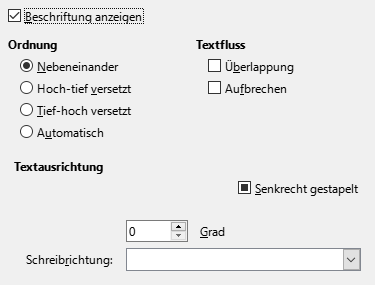 Beschriftung anzeigen
Ordnung
Nebeneinander
Hoch-tief versetzt
Tief-hoch versetzt
Automatisch
Textfluss
Überlappung
Aufbrechen
Textausrichtung
Senkrecht gestapelt
0 Grad
Schreibrichtung: